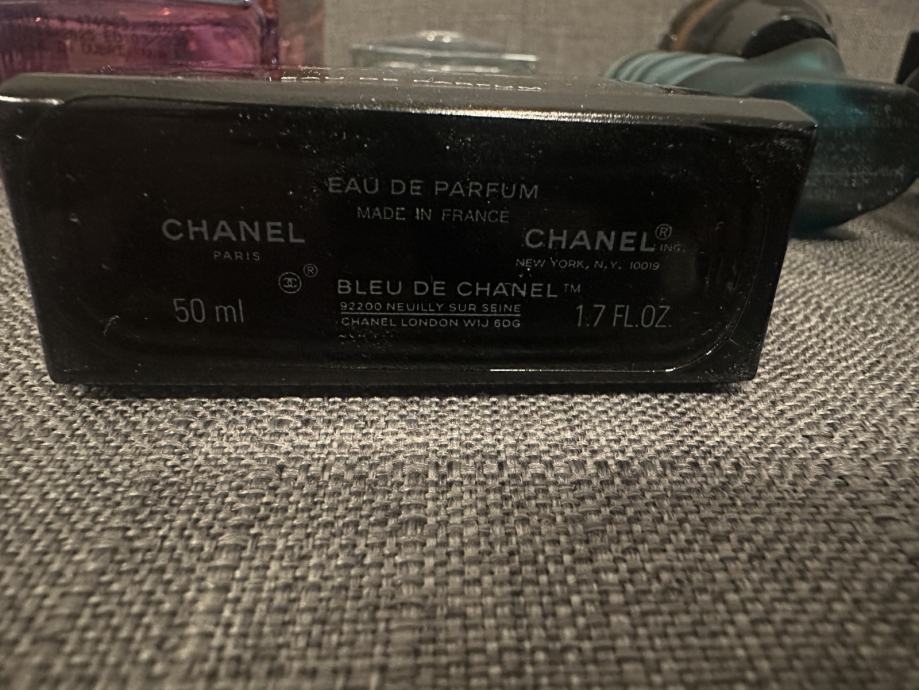 EAU DE PARFUM
MADE IN FRANCE
CHANEL
PARIS
CHANEL® INC.
NEW YORK, N.Y. 10019
®
BLEU DE CHANEL™
50 ml
92200 NEUILLY SUR SEINE
CHANEL LONDON W1J 6DG
1.7 FL.OZ.